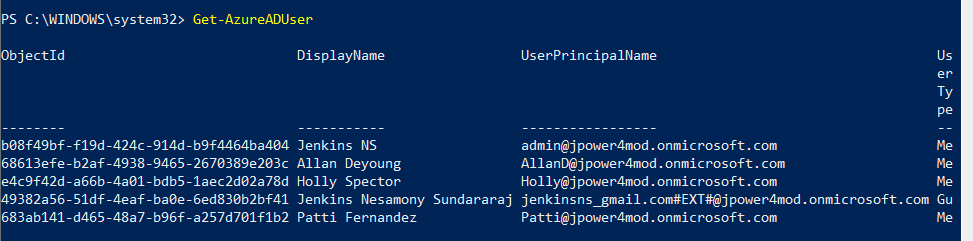 PS C:\WINDOWS\system32> Get-AzureADUser
ObjectId DisplayName UserPrincipalName Us
er
Ty
pe
-------- ----------- ----------------- --
b08f49bf-f19d-424c-914d-b9f4464ba404 Jenkins NS admin@jpower4mod.onmicrosoft.com Me
68613efe-b2af-4938-9465-2670389e203c Allan Deyoung AllanD@jpower4mod.onmicrosoft.com Me
e4c9f42d-a66b-4a01-bdb5-1aec2d02a78d Holly Spector Holly@jpower4mod.onmicrosoft.com Me
49382a56-51df-4eaf-ba0e-6ed830b2bf41 Jenkins Nesamony Sundararaj jenkinsns_gmail.com#EXT#@jpower4mod.onmicrosoft.com Gu
683ab141-d465-48a7-b96f-a257d701f1b2 Patti Fernandez Patti@jpower4mod.onmicrosoft.com Me